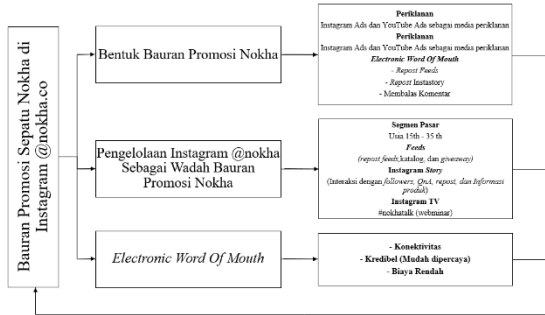 Bauran Promosi Sepatu Nokha di
Instagram @nokha.co
Bentuk Bauran Promosi Nokha
Periklanan
Instagram Ads dan YouTube Ads sebagai media periklanan
Periklanan
Instagram Ads dan YouTube Ads sebagai media periklanan
Electronic Word Of Mouth
- Repost Feeds
- Repost Instastory
- Membalas Komentar
Pengelolaan Instagram @nokha
Sebagai Wadah Bauran
Promosi Nokha
Segmen Pasar
Usia 15th - 35 th
Feeds
(repost feeds,katalog, dan giveaway)
Instagram Story
(Interaksi dengan followers, QnA, repost, dan Informasi
produk)
Instagram TV
#nokhatalk (webminar)
Electronic Word Of Mouth
- Konektivitas
- Kredibel (Mudah dipercaya)
- Biaya Rendah